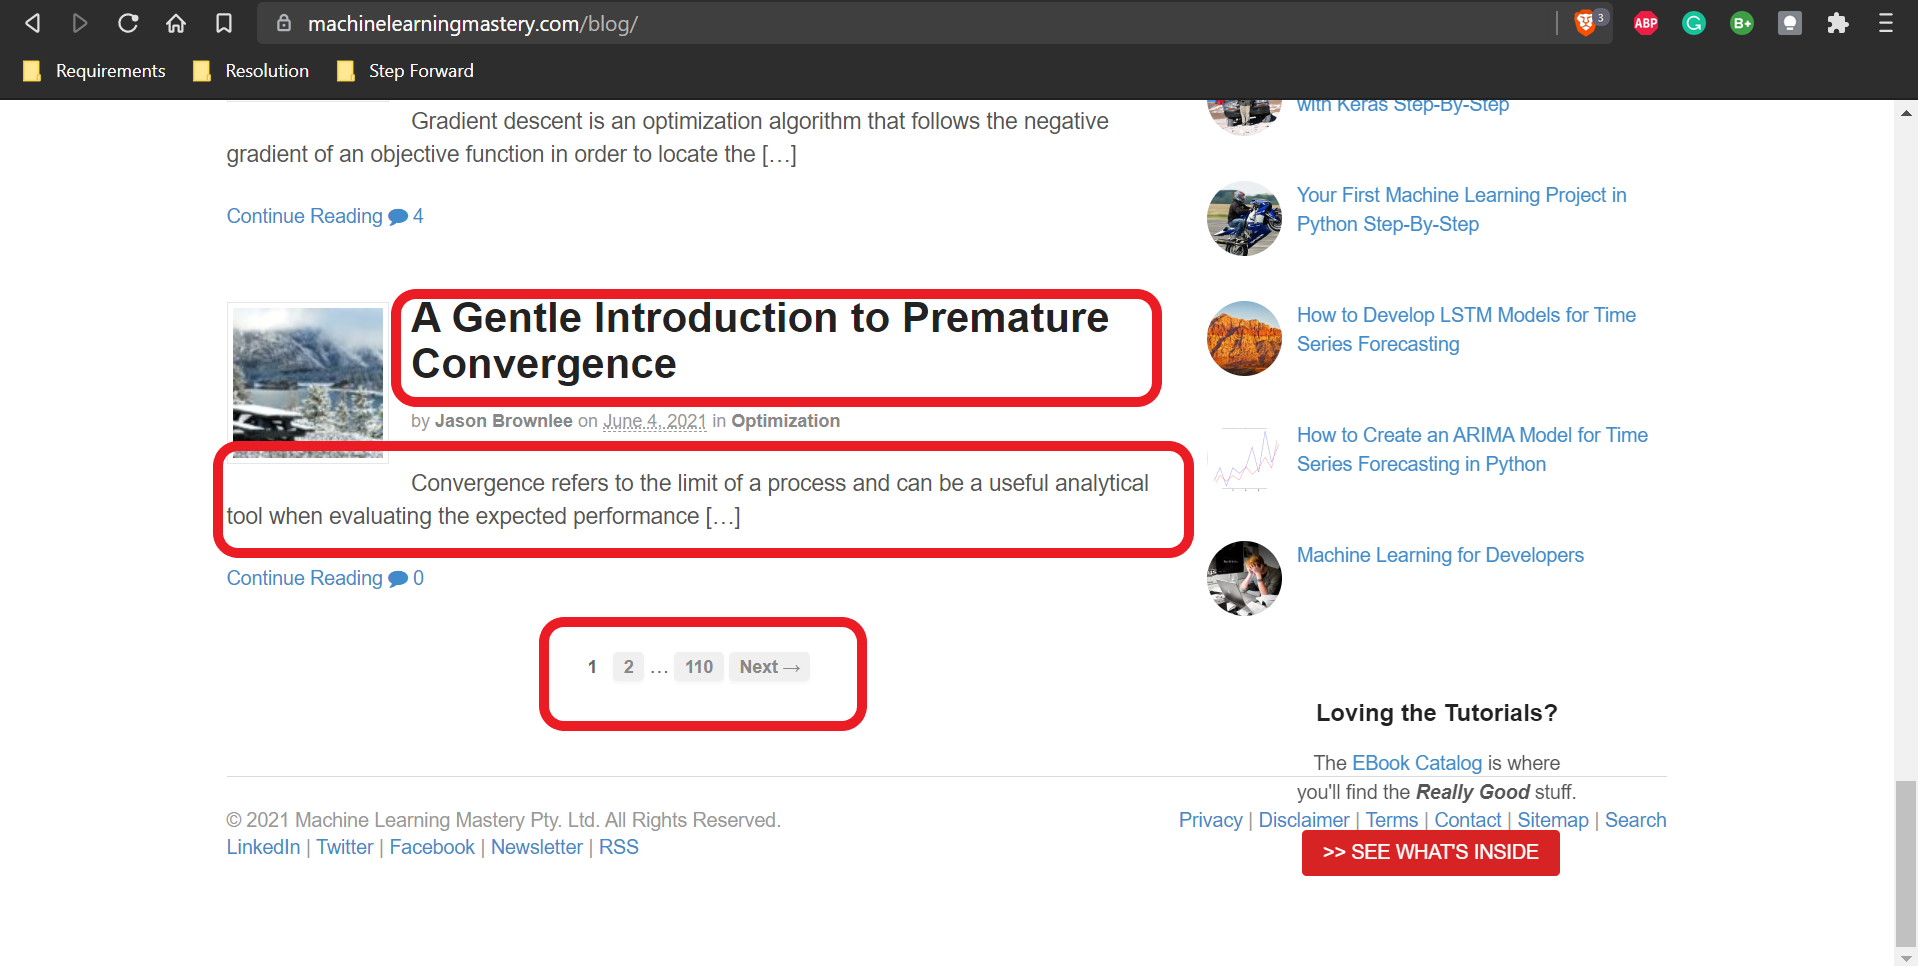 machinelearningmastery.com/blog/
3
ABP
B+
Requirements
Resolution
Step Forward
Gradient descent is an optimization algorithm that follows the negative
gradient of an objective function in order to locate the […]
Continue Reading 4
A Gentle Introduction to Premature
Convergence
by Jason Brownlee on June 4, 2021 in Optimization
Convergence refers to the limit of a process and can be a useful analytical
tool when evaluating the expected performance […]
Continue Reading 0
1 2 … 110 Next →
with Keras Step-By-Step
Your First Machine Learning Project in
Python Step-By-Step
How to Develop LSTM Models for Time
Series Forecasting
How to Create an ARIMA Model for Time
Series Forecasting in Python
Machine Learning for Developers
Loving the Tutorials?
The EBook Catalog is where
you'll find the Really Good stuff.
>> SEE WHAT'S INSIDE
© 2021 Machine Learning Mastery Pty. Ltd. All Rights Reserved.
LinkedIn | Twitter | Facebook | Newsletter | RSS
Privacy | Disclaimer | Terms | Contact | Sitemap | Search